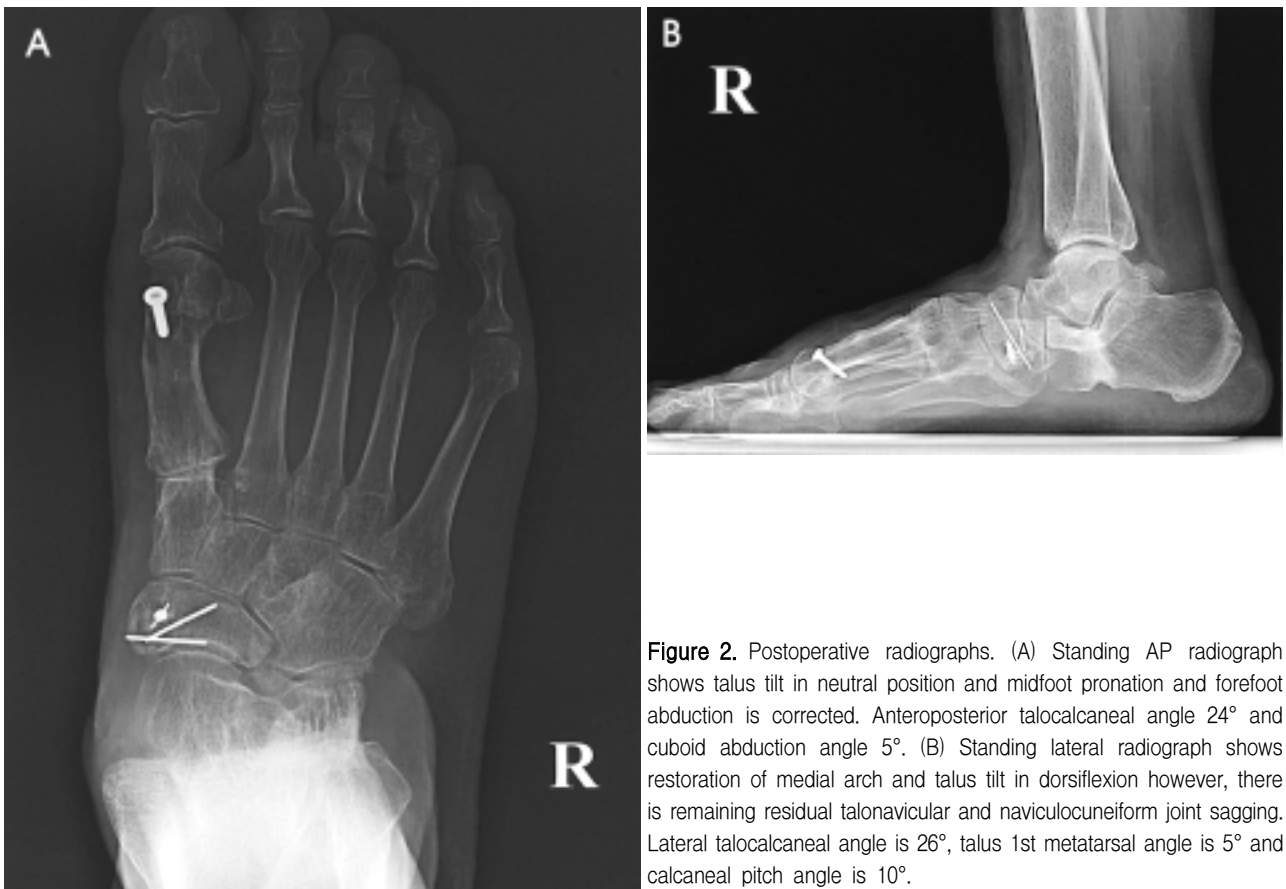 A
R
B
R
Figure 2. Postoperative radiographs. (A) Standing AP radiograph
shows talus tilt in neutral position and midfoot pronation and forefoot
abduction is corrected. Anteroposterior talocalcaneal angle 24° and
cuboid abduction angle 5°. (B) Standing lateral radiograph shows
restoration of medial arch and talus tilt in dorsiflexion however, there
is remaining residual talonavicular and naviculocuneiform joint sagging.
Lateral talocalcaneal angle is 26°, talus 1st metatarsal angle is 5° and
calcaneal pitch angle is 10°.